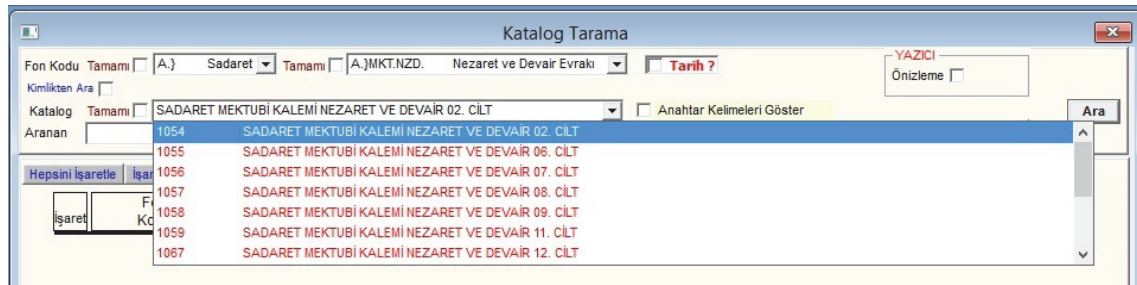 Katalog Tarama
Fon Kodu Tamamı A.} Sadaret Tamamı A.}MKT.NZD. Nezaret ve Devair Evrakı Tarih ? YAZICI
Önizleme
Kimlikten Ara
Katalog Tamamı SADARET MEKTUBİ KALEMİ NEZARET VE DEVAİR 02. CİLT Anahtar Kelimeleri Göster Ara
Aranan
1054 SADARET MEKTUBİ KALEMİ NEZARET VE DEVAİR 02. CİLT
1055 SADARET MEKTUBİ KALEMİ NEZARET VE DEVAİR 06. CİLT
Hepsini İşaretle İşar
1056 SADARET MEKTUBİ KALEMİ NEZARET VE DEVAİR 07. CİLT
1057 SADARET MEKTUBİ KALEMİ NEZARET VE DEVAİR 08. CİLT
İşaret
1058 SADARET MEKTUBİ KALEMİ NEZARET VE DEVAİR 09. CİLT
1059 SADARET MEKTUBİ KALEMİ NEZARET VE DEVAİR 11. CİLT
1067 SADARET MEKTUBİ KALEMİ NEZARET VE DEVAİR 12. CİLT